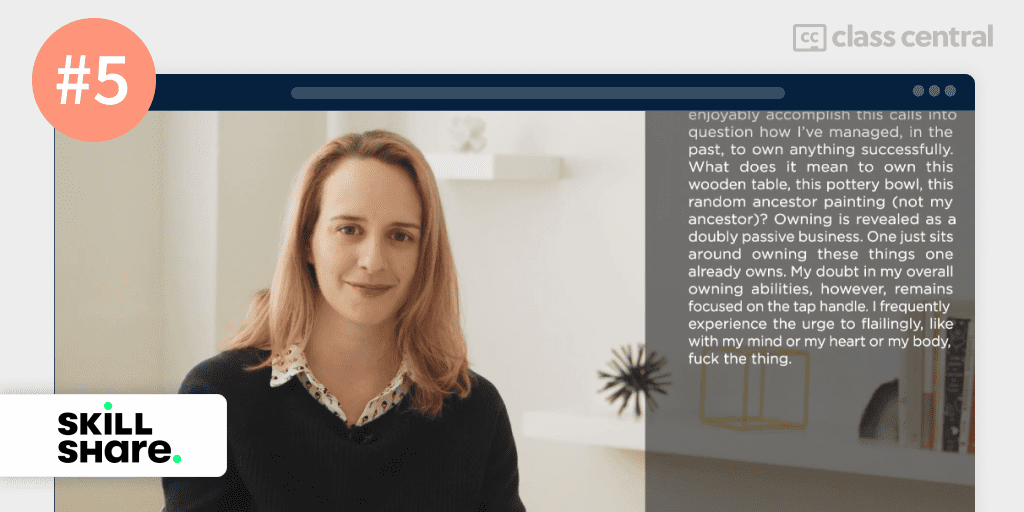 #5
class central
enjoyably accomplish this calls into
question how I've managed, in the
past, to own anything successfully.
What does it mean to own this
wooden table, this pottery bowl, this
random ancestor painting (not my
ancestor)? Owning is revealed as a
doubly passive business. One just sits
around owning these things one
already owns. My doubt in my overall
owning abilities, however, remains
focused on the tap handle. I frequently
experience the urge to flailingly, like
with my mind or my heart or my body,
fuck the thing.
SKILL
SHare.